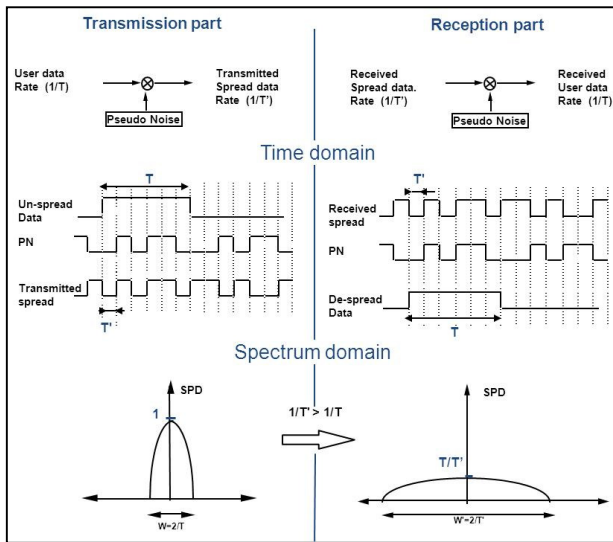 Transmission part
User data
Rate (1/T)
Transmitted
Spread data
Rate (1/T')
Pseudo Noise
Reception part
Received
Spread data.
Rate (1/T')
Received
User data
Rate (1/T)
Pseudo Noise
Time domain
T
Un-spread
Data
PN
Transmitted
spread
T'
T'
Received
spread
PN
De-spread
Data
T
Spectrum domain
SPD
1
W=2/T
1/T' > 1/T
SPD
T/T'
W'=2/T'